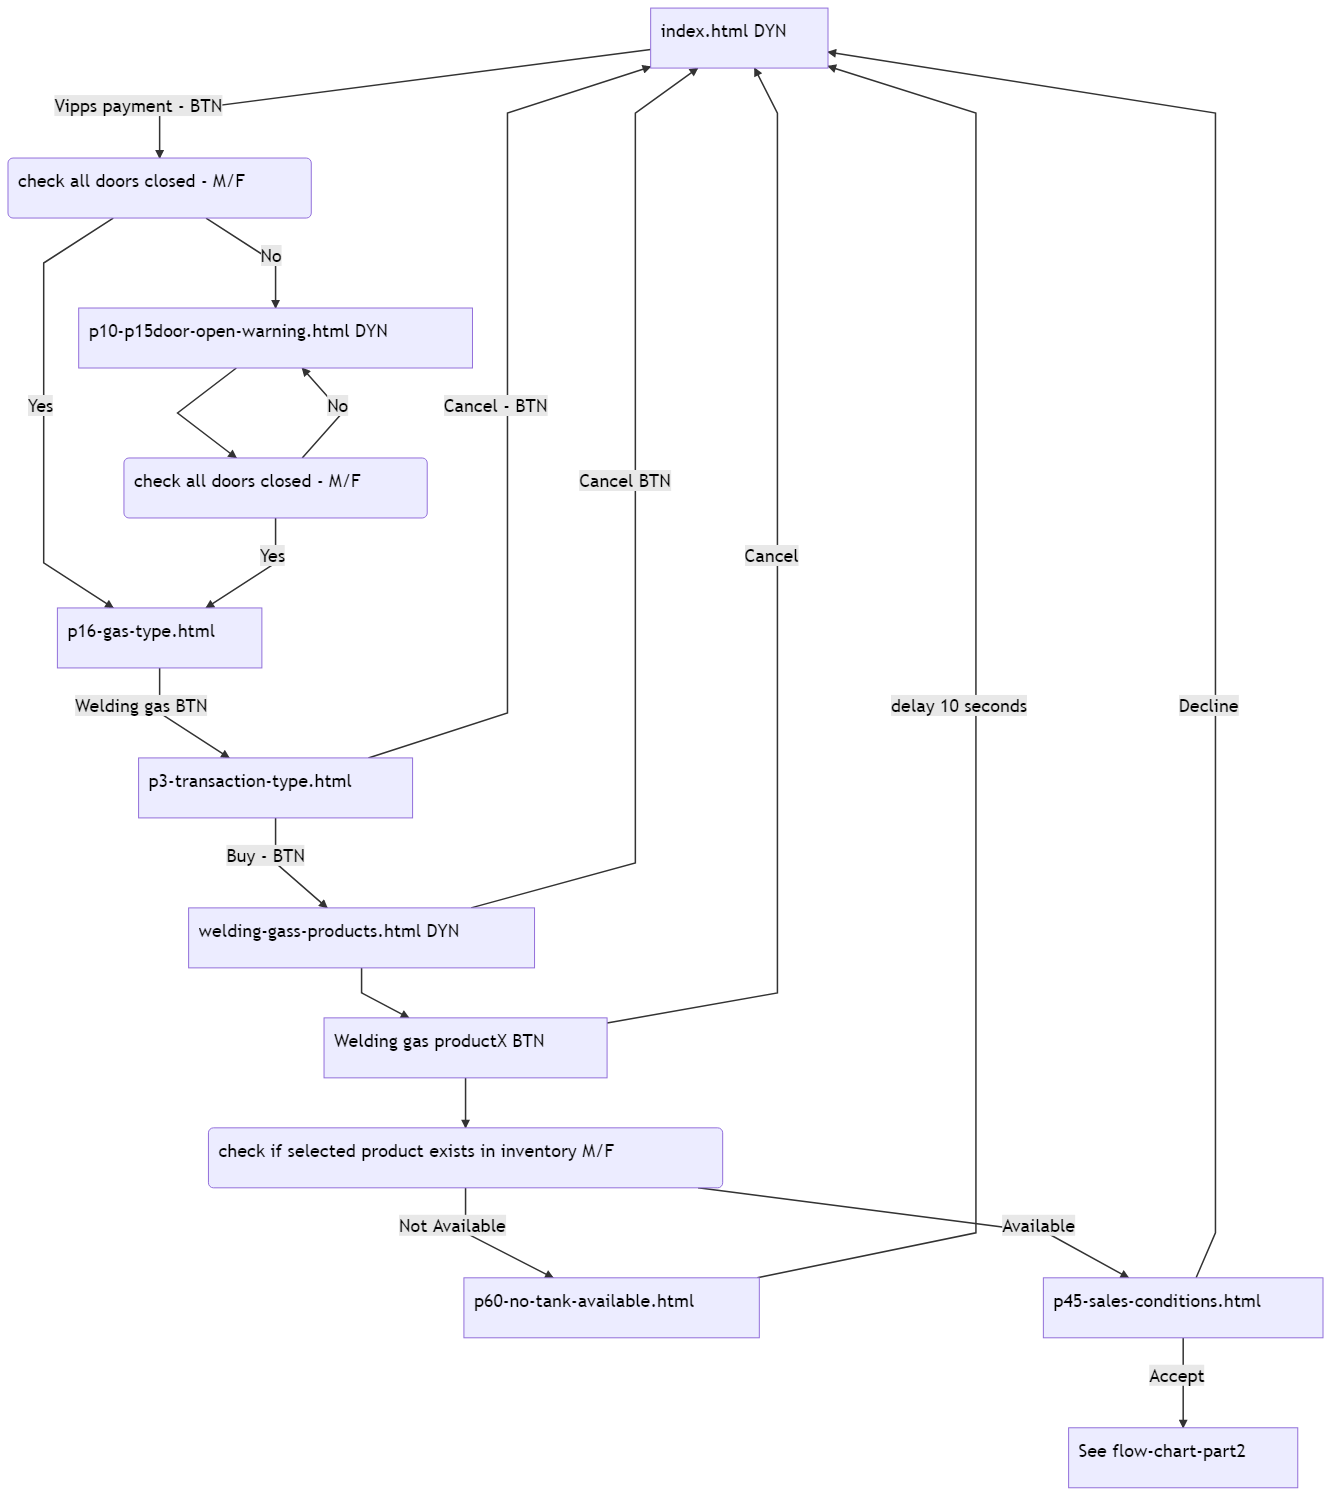 index.html DYN
Vipps payment - BTN
check all doors closed - M/F
No
p10-p15door-open-warning.html DYN
Yes
No
Cancel - BTN
Cancel BTN
check all doors closed - M/F
Yes
Cancel
p16-gas-type.html
Welding gas BTN
delay 10 seconds
Decline
p3-transaction-type.html
Buy - BTN
welding-gass-products.html DYN
Welding gas productX BTN
check if selected product exists in inventory M/F
Not Available
Available
p60-no-tank-available.html
p45-sales-conditions.html
Accept
See flow-chart-part2